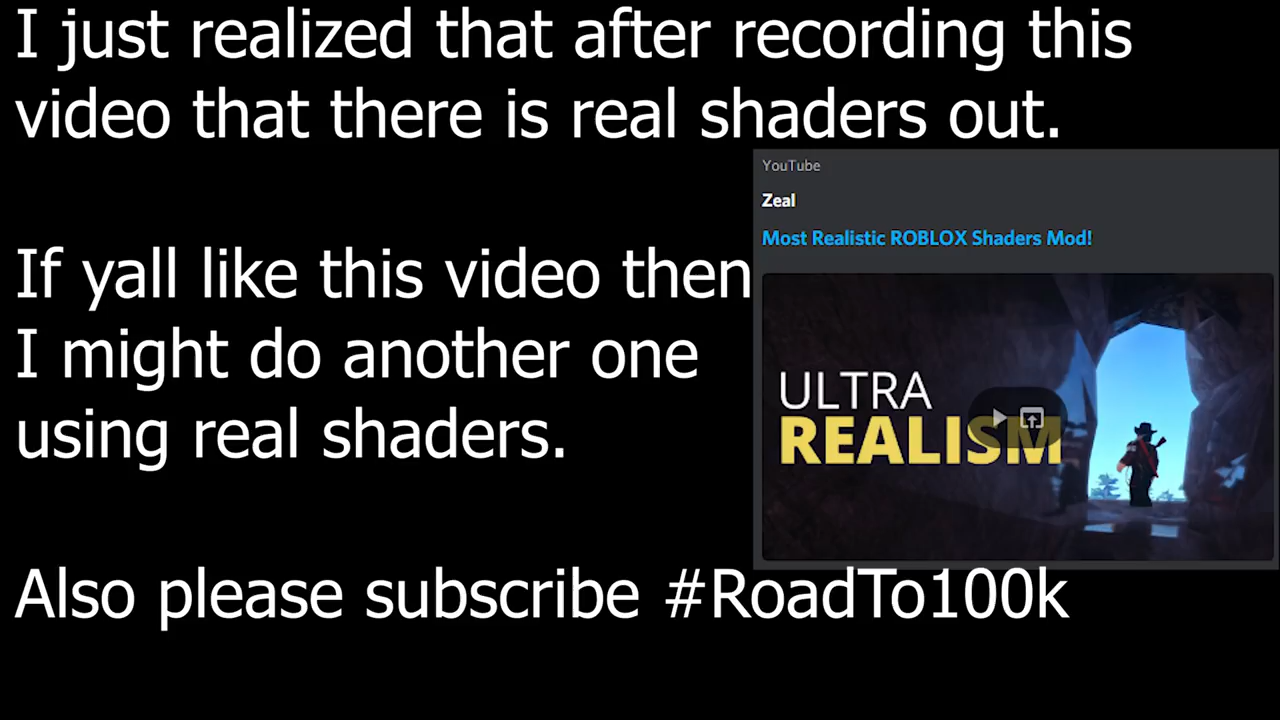 I just realized that after recording this
video that there is real shaders out.
YouTube
Zeal
Most Realistic ROBLOX Shaders Mod!
If yall like this video then
I might do another one
using real shaders.
ULTRA
REALISM
Also please subscribe #RoadTo100k